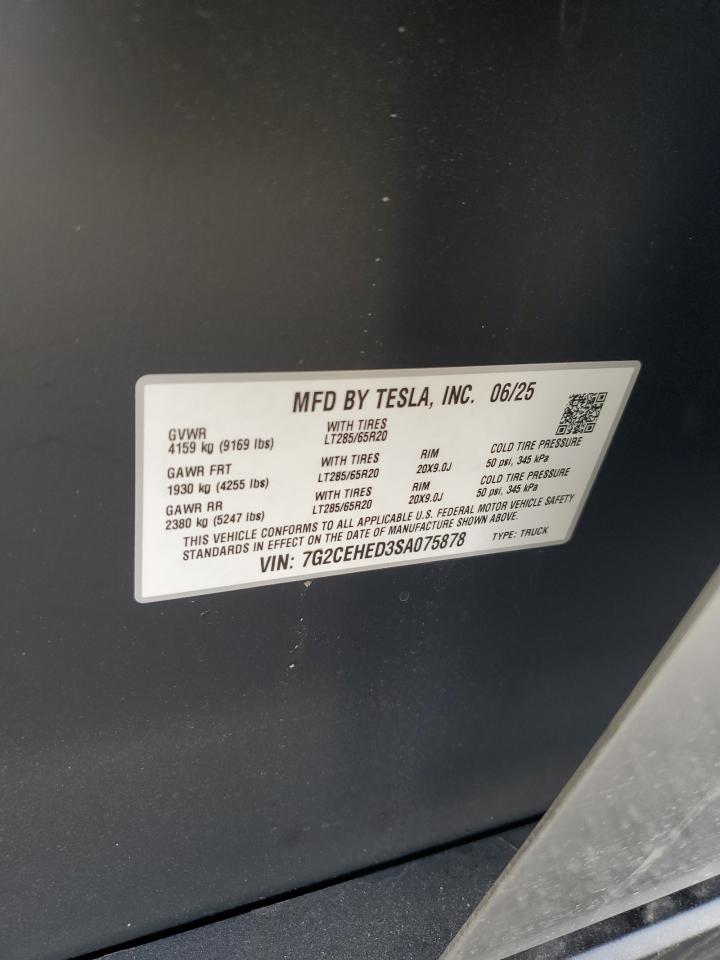 MFD BY TESLA, INC. 06/25
GVWR
4159 kg (9169 lbs)
WITH TIRES
LT285/65R20
GAWR FRT
1930 kg (4255 lbs)
WITH TIRES
LT285/65R20
RIM
20X9.0J
COLD TIRE PRESSURE
50 psi, 345 kPa
GAWR RR
2380 kg (5247 lbs)
WITH TIRES
LT285/65R20
RIM
20X9.0J
COLD TIRE PRESSURE
50 psi, 345 kPa
THIS VEHICLE CONFORMS TO ALL APPLICABLE U.S. FEDERAL MOTOR VEHICLE SAFETY
STANDARDS IN EFFECT ON THE DATE OF MANUFACTURE SHOWN ABOVE.
VIN: 7G2CEHED3SA075878 TYPE: TRUCK